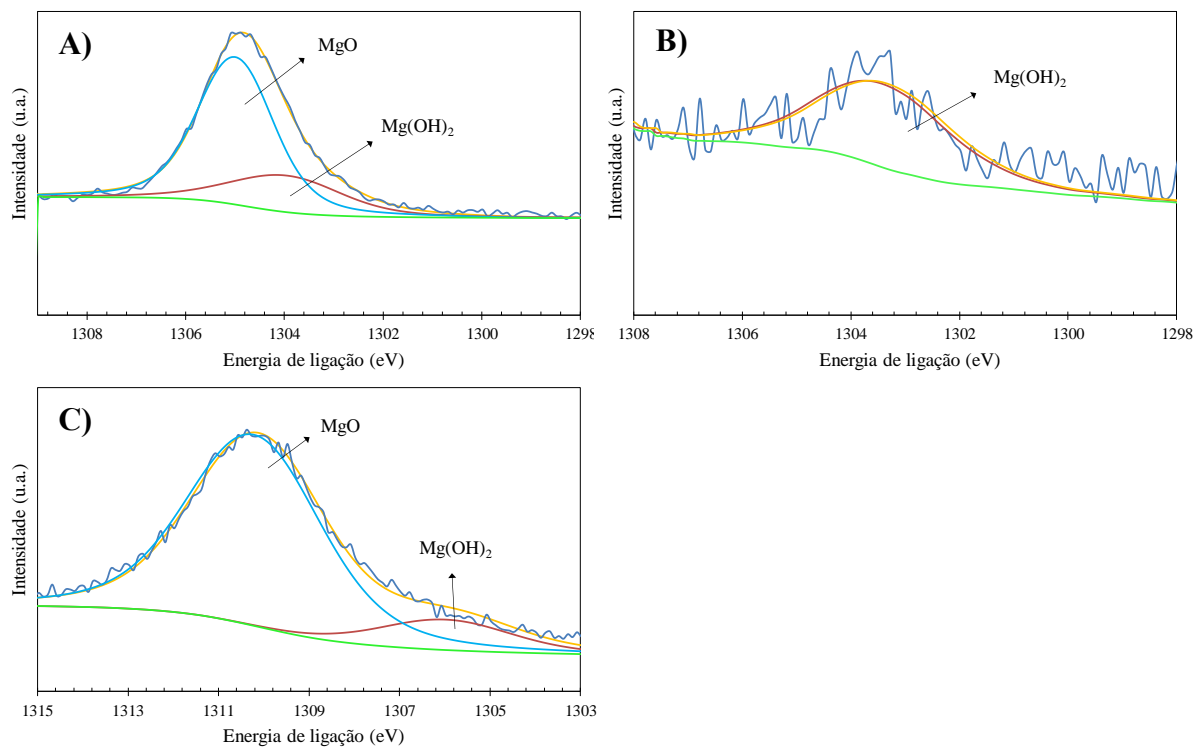 A)
MgO
Mg(OH)2
Intensidade (u.a.)
1308 1306 1304 1302 1300 1298
Energia de ligação (eV)
B)
Mg(OH)2
Intensidade (u.a.)
1308 1306 1304 1302 1300 1298
Energia de ligação (eV)
C)
MgO
Mg(OH)2
Intensidade (u.a.)
1315 1313 1311 1309 1307 1305 1303
Energia de ligação (eV)